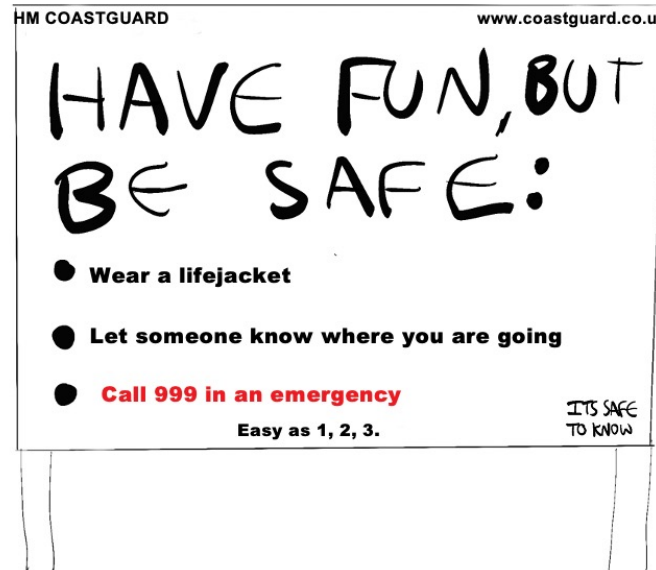 HM COASTGUARD
www.coastguard.co.u
HAVE FUN, BUT
BE SAFE:
Wear a lifejacket
Let someone know where you are going
Call 999 in an emergency
Easy as 1, 2, 3.
ITS SAFE
TO KNOW